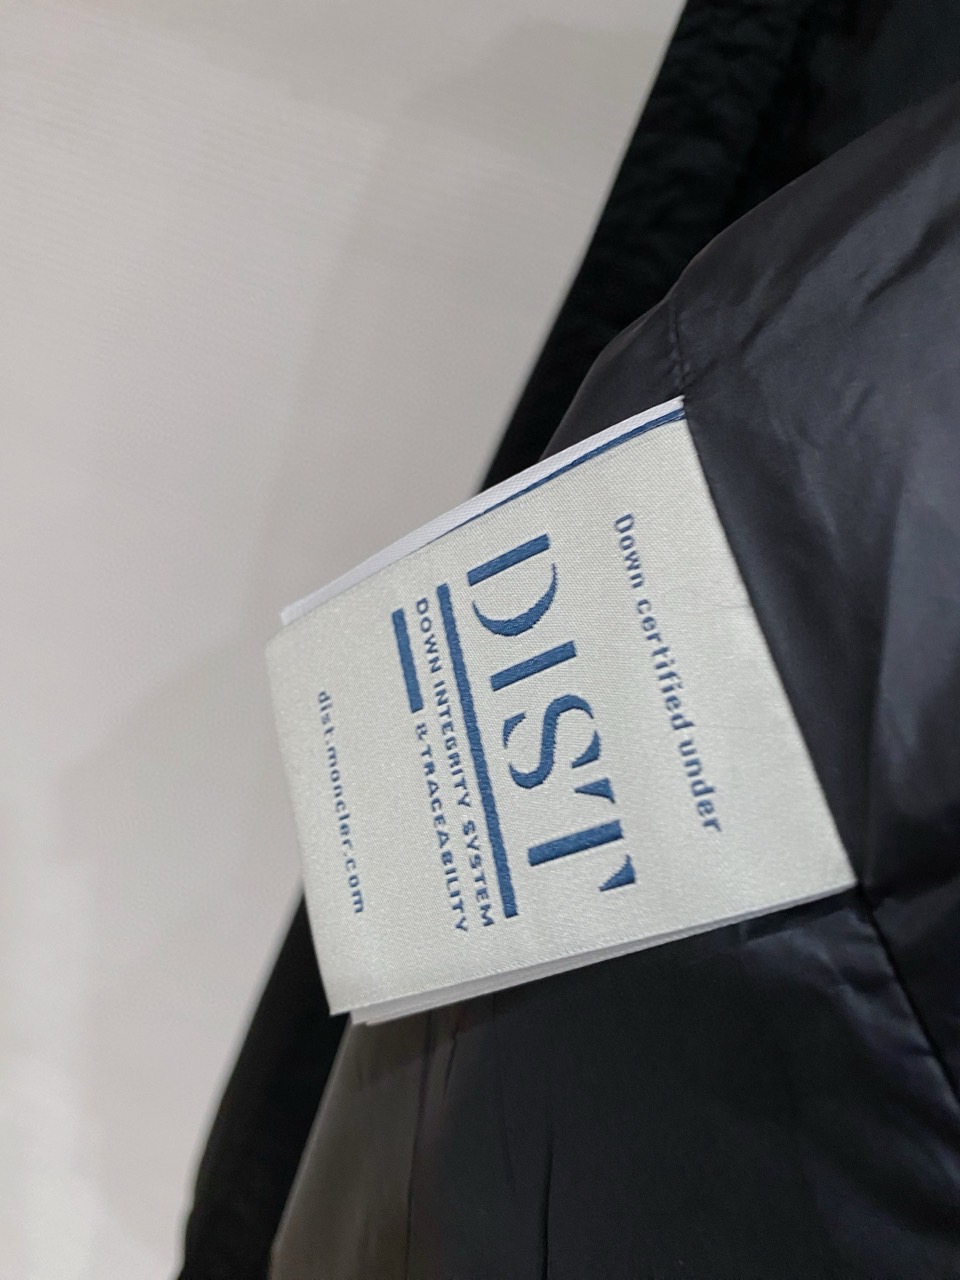 Down certified under
DIST
DOWN INTEGRITY SYSTEM
& TRACEABILITY
dist.moncler.com